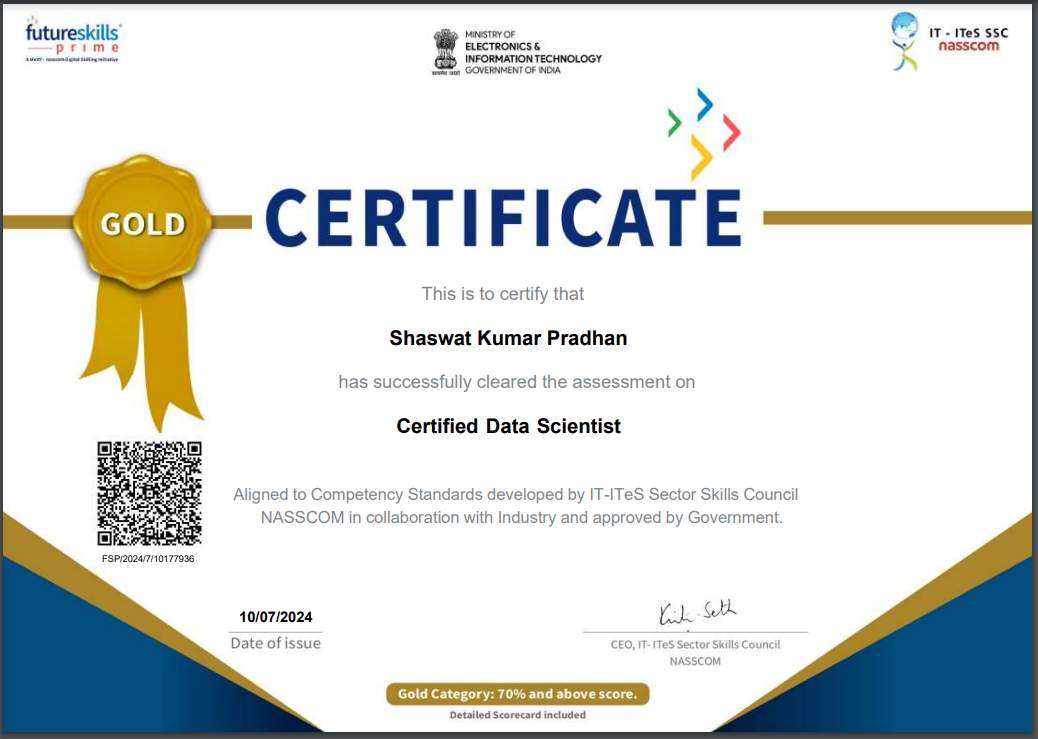 futureskills
prime
A MeitY - nasscom Digital Skilling Initiative
सत्यमेव जयते
MINISTRY OF
ELECTRONICS &
INFORMATION TECHNOLOGY
GOVERNMENT OF INDIA
IT - ITeS SSC
nasscom
GOLD
CERTIFICATE
This is to certify that
Shaswat Kumar Pradhan
has successfully cleared the assessment on
Certified Data Scientist
Aligned to Competency Standards developed by IT-ITeS Sector Skills Council
NASSCOM in collaboration with Industry and approved by Government.
FSP/2024/7/10177936
10/07/2024
Date of issue
CEO, IT- ITeS Sector Skills Council
NASSCOM
Gold Category: 70% and above score.
Detailed Scorecard included